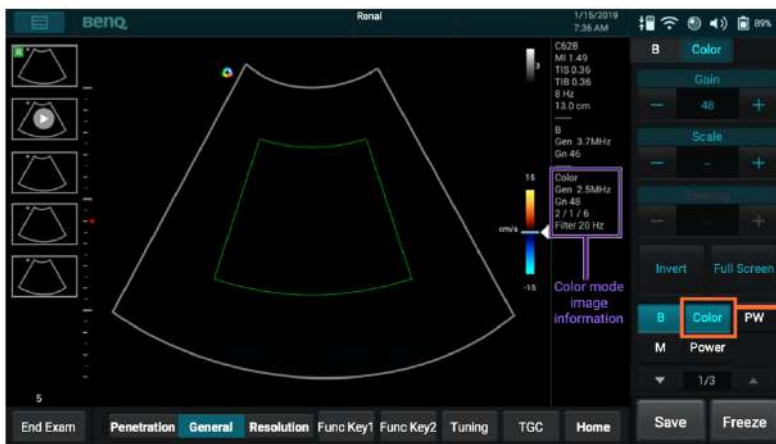 BenQ
Renal
1/15/2019
7:36 AM
89%
R
C62B
MI 1.49
TIS 0.36
TIB 0.36
8 Hz
13.0 cm
B
Gen 3.7MHz
Gn 46
Color
Gen 2.5MHz
Gn 48
2 / 1 / 6
Filter 20 Hz
15
cm/s
-15
Color mode
image
information
5
B Color
Gain
— 48 +
Scale
— - +
Steering
— - +
Invert Full Screen
B Color PW
M Power
1/3
Save Freeze
End Exam Penetration General Resolution Func Key1 Func Key2 Tuning TGC Home